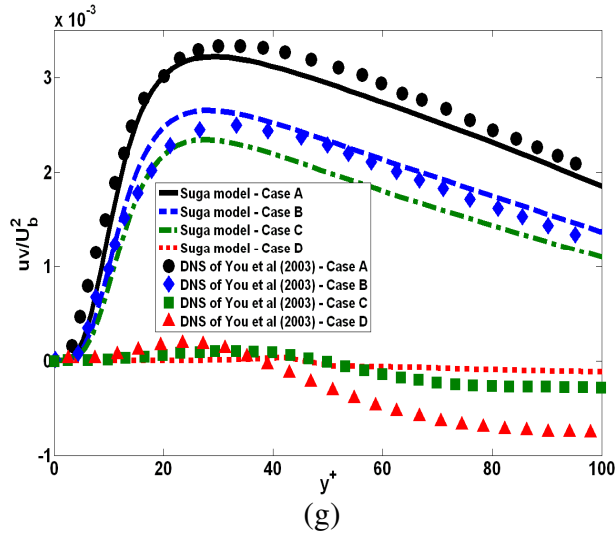 x 10⁻³
3
2
1
0
-1
uv/U_b²
Suga model - Case A
Suga model - Case B
Suga model - Case C
Suga model - Case D
DNS of You et al (2003) - Case A
DNS of You et al (2003) - Case B
DNS of You et al (2003) - Case C
DNS of You et al (2003) - Case D
0 20 40 60 80 100
y⁺
(g)